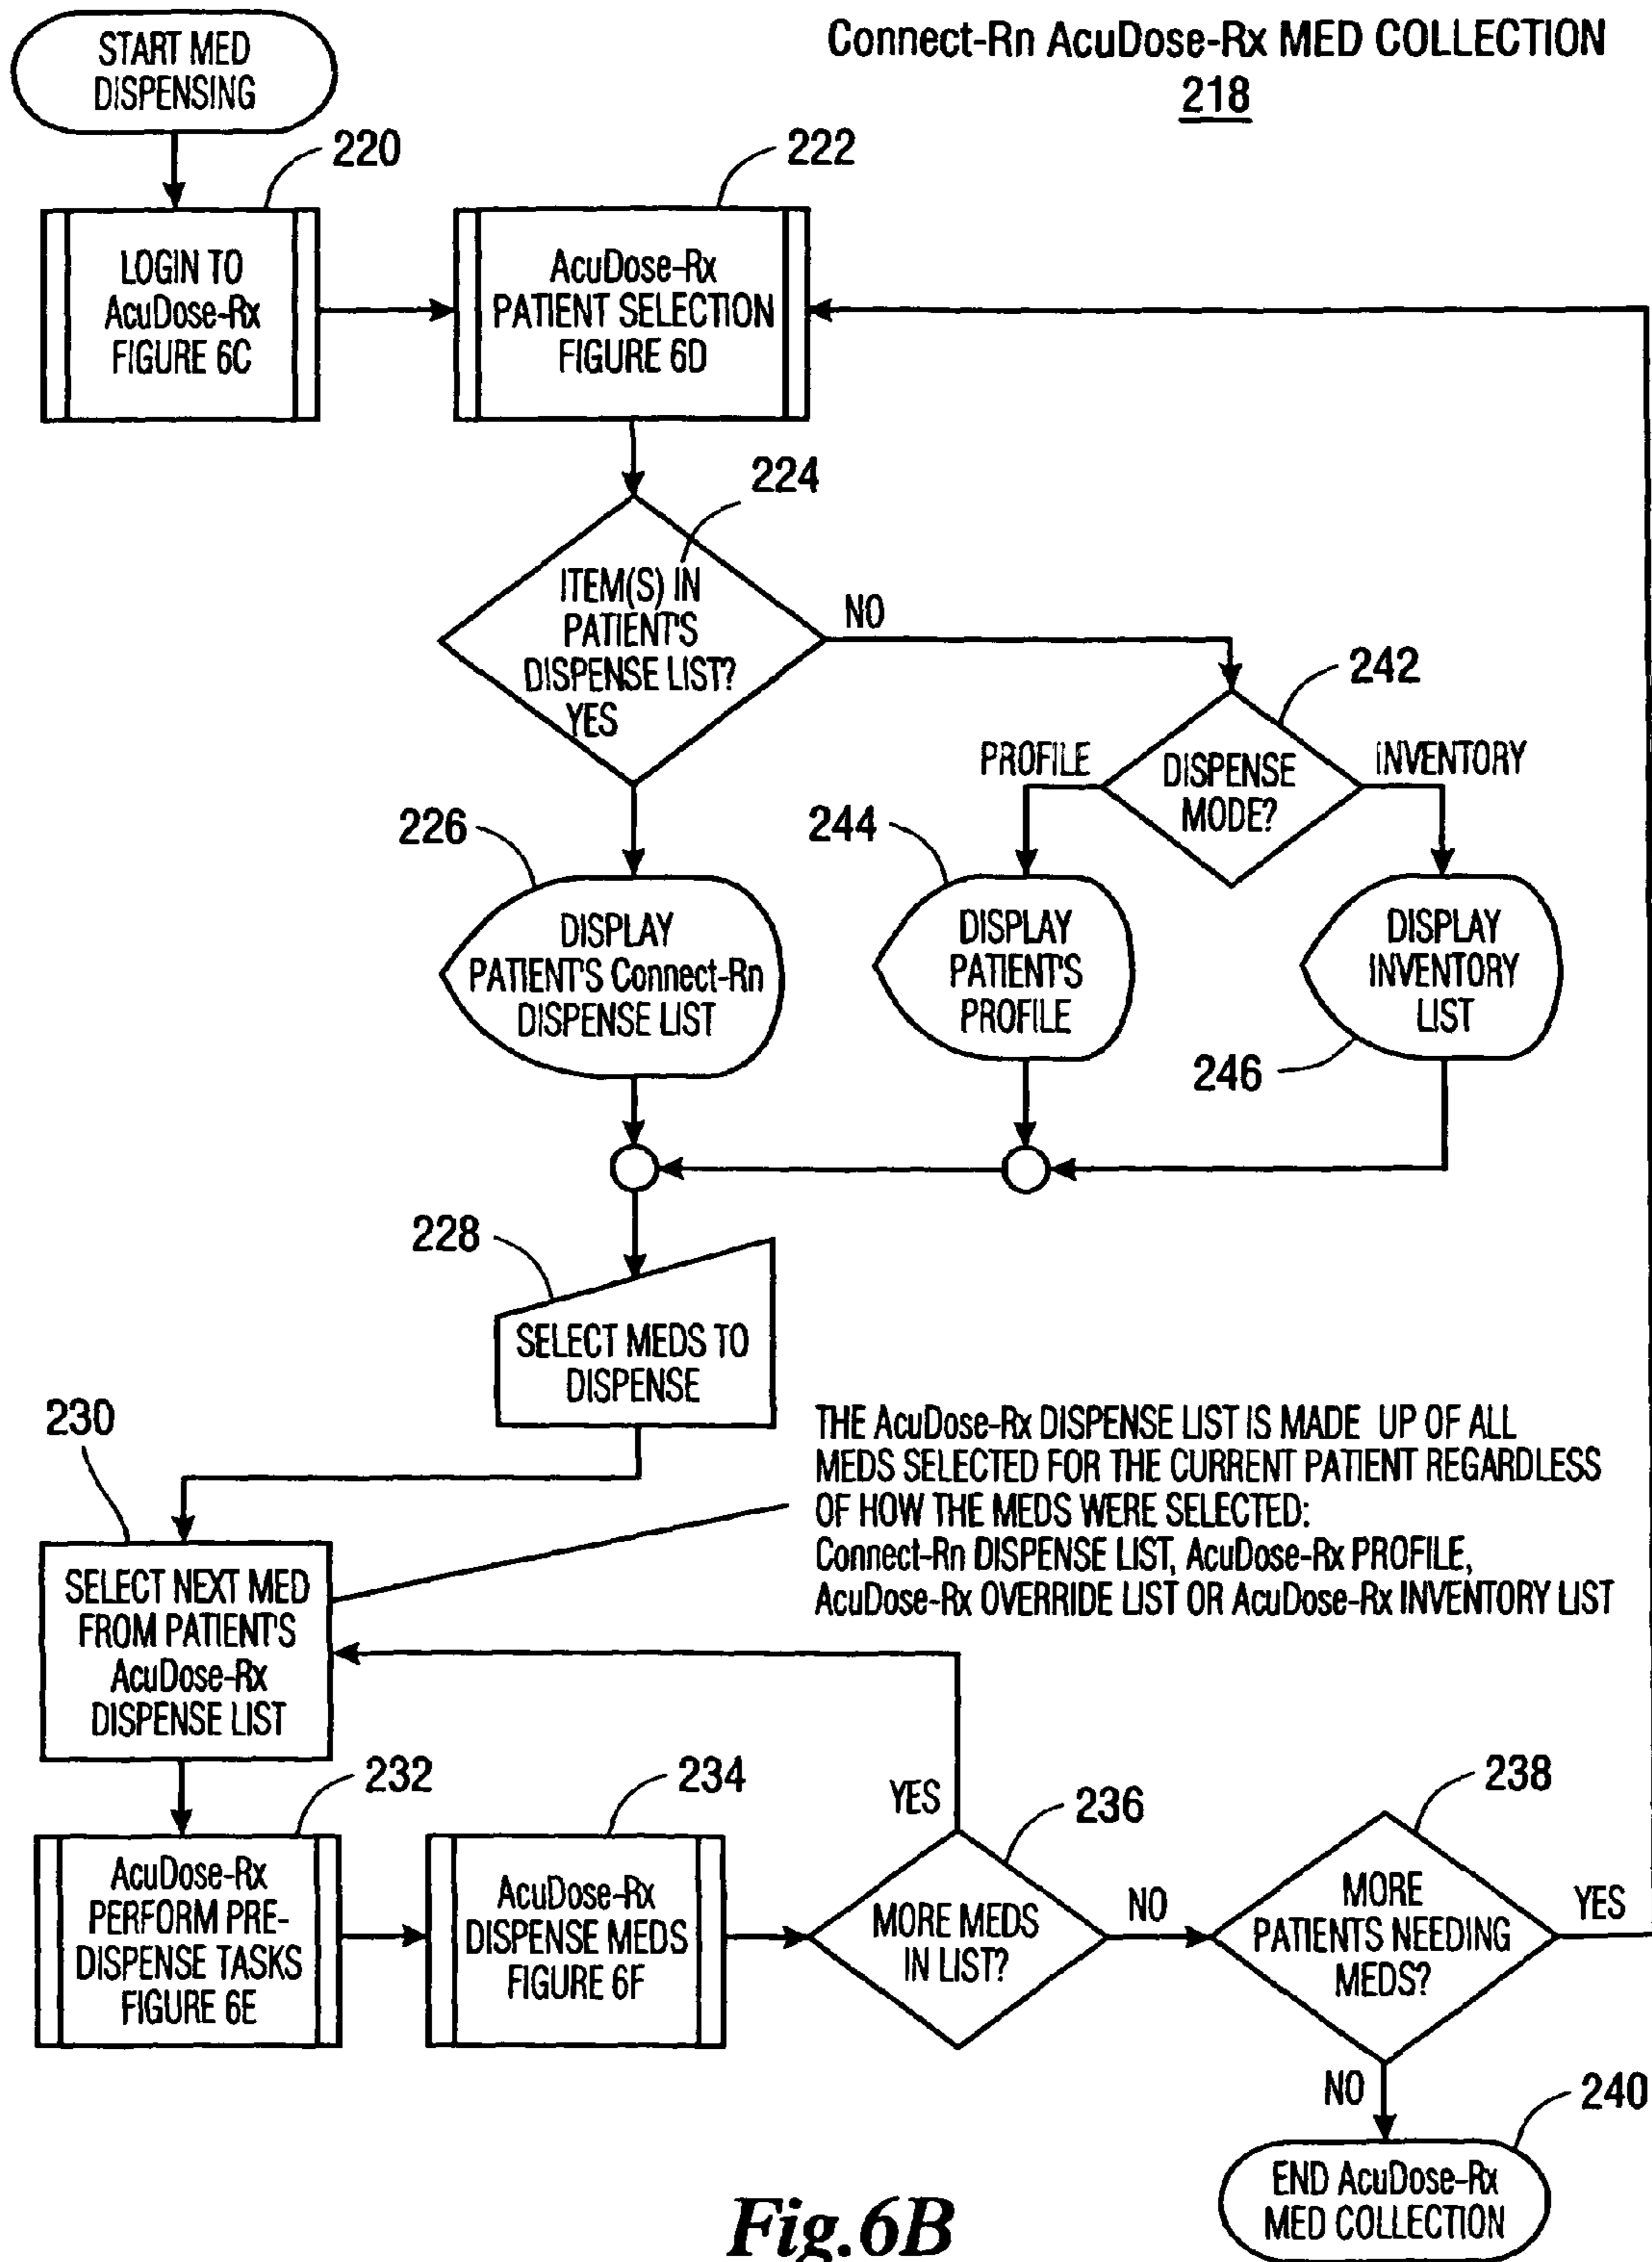 Connect-Rn AcuDose-Rx MED COLLECTION
218
START MED
DISPENSING
220
LOGIN TO
AcuDose-Rx
FIGURE 6C
222
AcuDose-Rx
PATIENT SELECTION
FIGURE 6D
224
ITEM(S) IN
PATIENT'S
DISPENSE LIST?
YES
NO
242
DISPENSE
MODE?
PROFILE
INVENTORY
226
DISPLAY
PATIENT'S Connect-Rn
DISPENSE LIST
244
DISPLAY
PATIENT'S
PROFILE
DISPLAY
INVENTORY
LIST
246
228
SELECT MEDS TO
DISPENSE
THE AcuDose-Rx DISPENSE LIST IS MADE UP OF ALL
MEDS SELECTED FOR THE CURRENT PATIENT REGARDLESS
OF HOW THE MEDS WERE SELECTED:
Connect-Rn DISPENSE LIST, AcuDose-Rx PROFILE,
AcuDose-Rx OVERRIDE LIST OR AcuDose-Rx INVENTORY LIST
230
SELECT NEXT MED
FROM PATIENT'S
AcuDose-Rx
DISPENSE LIST
232
AcuDose-Rx
PERFORM PRE-
DISPENSE TASKS
FIGURE 6E
234
AcuDose-Rx
DISPENSE MEDS
FIGURE 6F
YES
236
MORE MEDS
IN LIST?
NO
238
MORE
PATIENTS NEEDING
MEDS?
YES
NO
240
END AcuDose-Rx
MED COLLECTION
Fig.6B